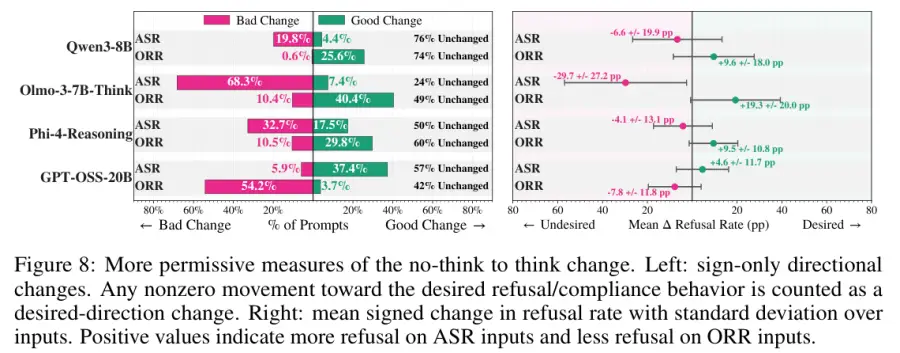 Bad Change Good Change
Qwen3-8B
ASR 19.8% 4.4% 76% Unchanged
ORR 0.6% 25.6% 74% Unchanged
Olmo-3-7B-Think
ASR 68.3% 7.4% 24% Unchanged
ORR 10.4% 40.4% 49% Unchanged
Phi-4-Reasoning
ASR 32.7% 17.5% 50% Unchanged
ORR 10.5% 29.8% 60% Unchanged
GPT-OSS-20B
ASR 5.9% 37.4% 57% Unchanged
ORR 54.2% 3.7% 42% Unchanged
80% 60% 40% 20% 20% 40% 60% 80%
← Bad Change % of Prompts Good Change →
ASR -6.6 +/- 19.9 pp
ORR +9.6 +/- 18.0 pp
ASR -29.7 +/- 27.2 pp
ORR +19.3 +/- 20.0 pp
ASR -4.1 +/- 13.1 pp
ORR +9.5 +/- 10.8 pp
ASR +4.6 +/- 11.7 pp
ORR -7.8 +/- 11.8 pp
80 60 40 20 20 40 60 80
← Undesired Mean Δ Refusal Rate (pp) Desired →
Figure 8: More permissive measures of the no-think to think change. Left: sign-only directional
changes. Any nonzero movement toward the desired refusal/compliance behavior is counted as a
desired-direction change. Right: mean signed change in refusal rate with standard deviation over
inputs. Positive values indicate more refusal on ASR inputs and less refusal on ORR inputs.